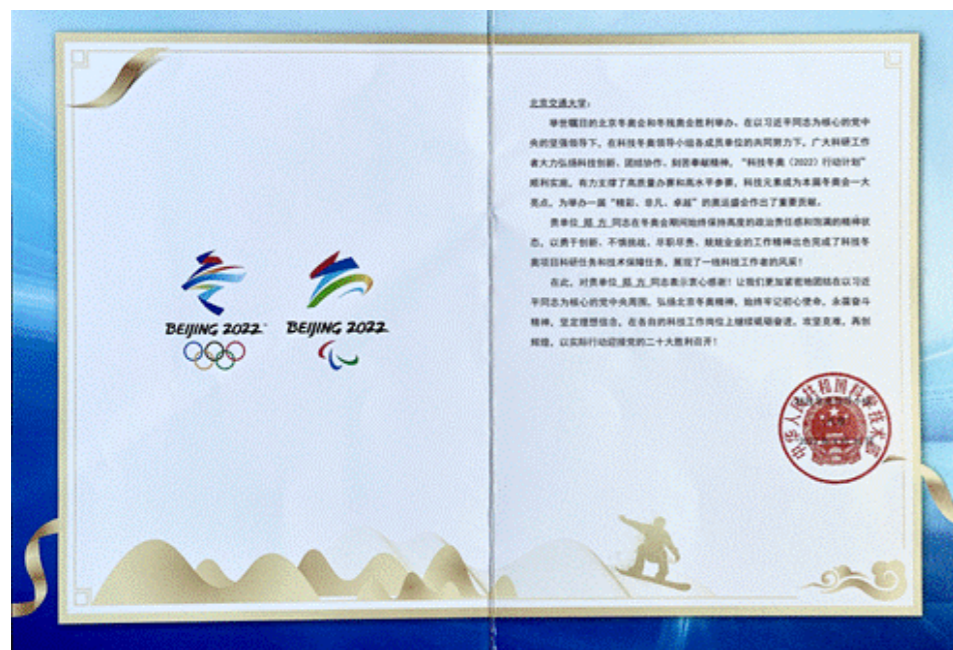 BEIJING 2022
BEIJING 2022
北京交通大学：
举世瞩目的北京冬奥会和冬残奥会胜利举办。在以习近平同志为核心的党中
央的坚强领导下，在科技冬奥领导小组各成员单位的共同努力下，广大科研工作
者大力弘扬科技创新、团结协作、刻苦奉献精神，“科技冬奥（2022）行动计划”
顺利实施，有力支撑了高质量办赛和高水平参赛，科技元素成为本届冬奥会一大
亮点，为举办一届“精彩、非凡、卓越”的奥运盛会作出了重要贡献。
贵单位 郑方 同志在冬奥会期间始终保持高度的政治责任感和饱满的精神状
态，以勇于创新、不惧挑战、尽职尽责、兢兢业业的工作精神出色完成了科技冬
奥项目科研任务和技术保障任务，展现了一线科技工作者的风采！
在此，对贵单位 郑方 同志表示衷心感谢！让我们更加紧密地团结在以习近
平同志为核心的党中央周围，弘扬北京冬奥精神，始终牢记初心使命，永葆奋斗
精神，坚定理想信念，在各自的科技工作岗位上继续砥砺奋进，攻坚克难，再创
辉煌，以实际行动迎接党的二十大胜利召开！
中华人民共和国科学技术部